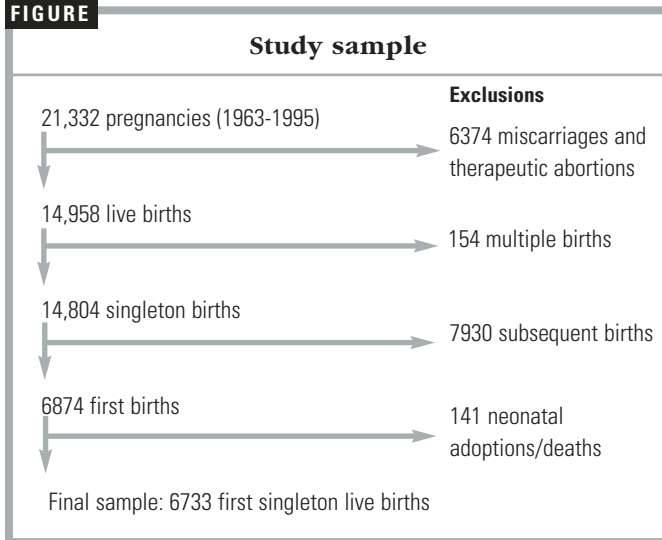 FIGURE
Study sample
Exclusions
21,332 pregnancies (1963-1995)
6374 miscarriages and
therapeutic abortions
14,958 live births
154 multiple births
14,804 singleton births
7930 subsequent births
6874 first births
141 neonatal
adoptions/deaths
Final sample: 6733 first singleton live births